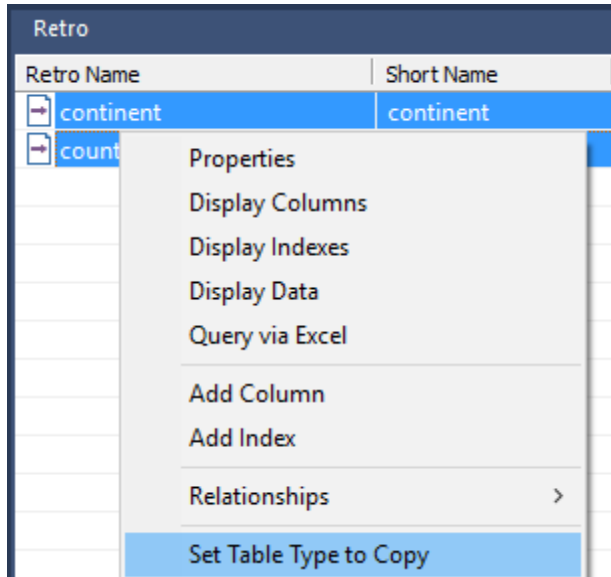 Retro
Retro Name Short Name
continent continent
count
Properties
Display Columns
Display Indexes
Display Data
Query via Excel
Add Column
Add Index
Relationships
Set Table Type to Copy